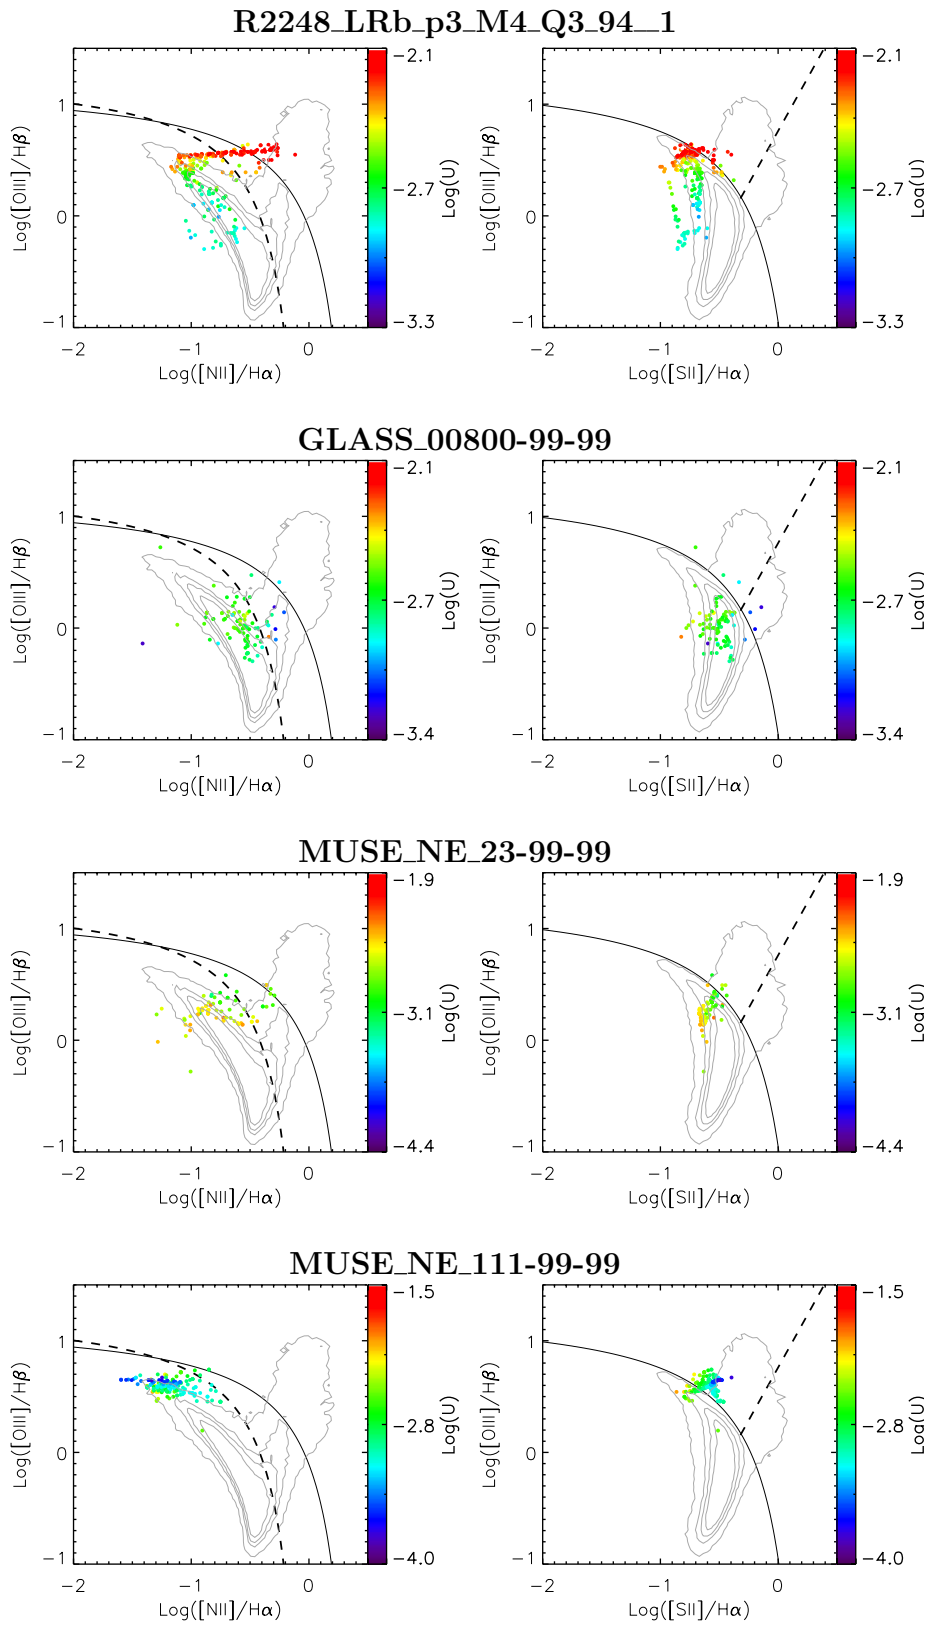 R2248_LRb_p3_M4_Q3_94__1
1
0
−1
−2
−1
0
Log([OIII]/Hβ)
Log([NII]/Hα)
−2.1
−2.7
−3.3
Log(U)
1
0
−1
−2
−1
0
Log([OIII]/Hβ)
Log([SII]/Hα)
−2.1
−2.7
−3.3
Log(U)
GLASS_00800-99-99
1
0
−1
−2
−1
0
Log([OIII]/Hβ)
Log([NII]/Hα)
−2.1
−2.7
−3.4
Log(U)
1
0
−1
−2
−1
0
Log([OIII]/Hβ)
Log([SII]/Hα)
−2.1
−2.7
−3.4
Log(U)
MUSE_NE_23-99-99
1
0
−1
−2
−1
0
Log([OIII]/Hβ)
Log([NII]/Hα)
−1.9
−3.1
−4.4
Log(U)
1
0
−1
−2
−1
0
Log([OIII]/Hβ)
Log([SII]/Hα)
−1.9
−3.1
−4.4
Log(U)
MUSE_NE_111-99-99
1
0
−1
−2
−1
0
Log([OIII]/Hβ)
Log([NII]/Hα)
−1.5
−2.8
−4.0
Log(U)
1
0
−1
−2
−1
0
Log([OIII]/Hβ)
Log([SII]/Hα)
−1.5
−2.8
−4.0
Log(U)